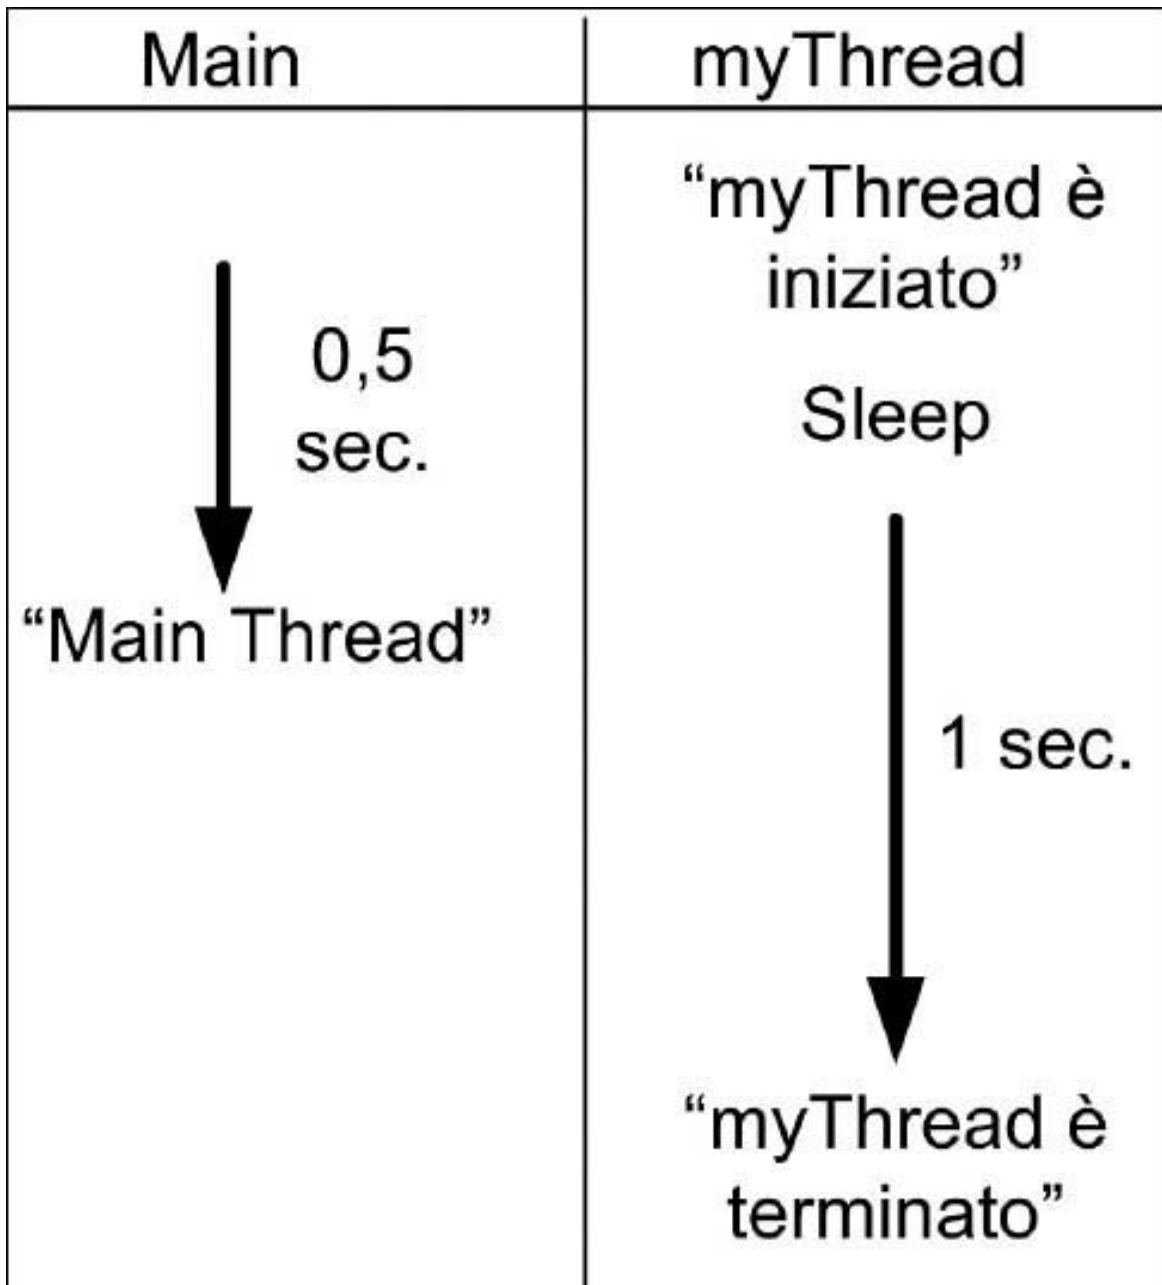 Main
myThread
“myThread è
iniziato”
0,5
sec.
Sleep
“Main Thread”
1 sec.
“myThread è
terminato”